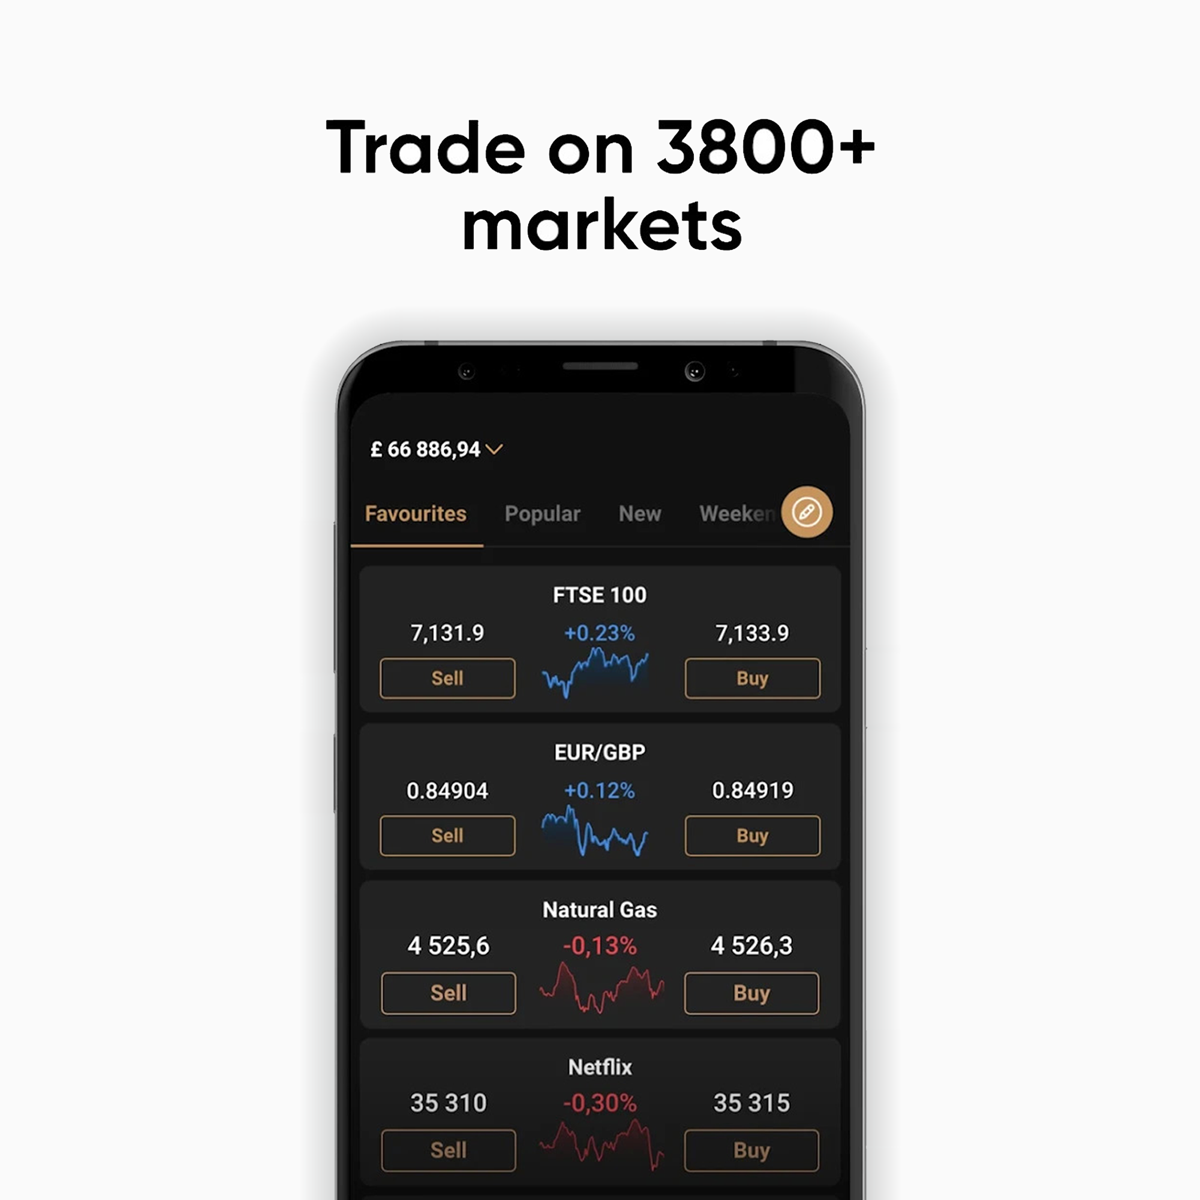 Trade on 3800+
markets
£ 66 886,94
Favourites Popular New Weeken
FTSE 100
7,131.9 +0.23% 7,133.9
Sell Buy
EUR/GBP
0.84904 +0.12% 0.84919
Sell Buy
Natural Gas
4 525,6 -0,13% 4 526,3
Sell Buy
Netflix
35 310 -0,30% 35 315
Sell Buy